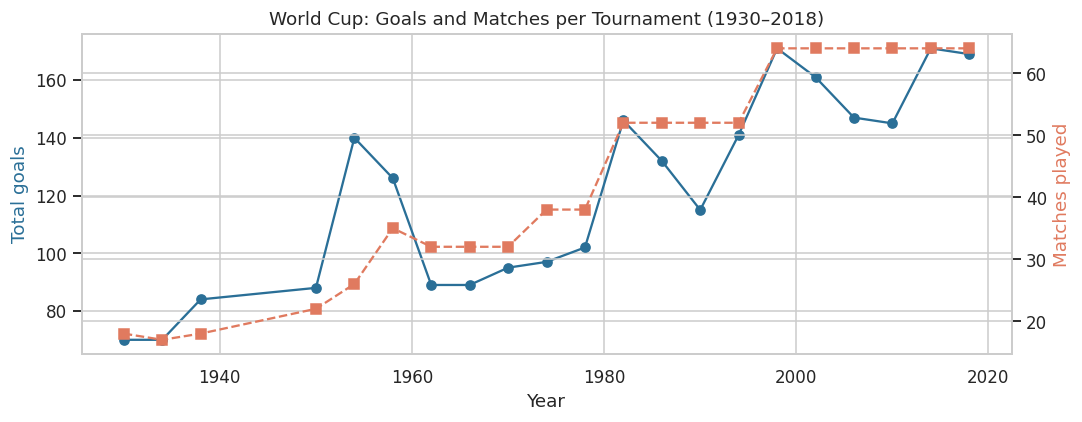 World Cup: Goals and Matches per Tournament (1930–2018)
Total goals
160
140
120
100
80
60
50
40
30
20
Matches played
1940 1960 1980 2000 2020
Year